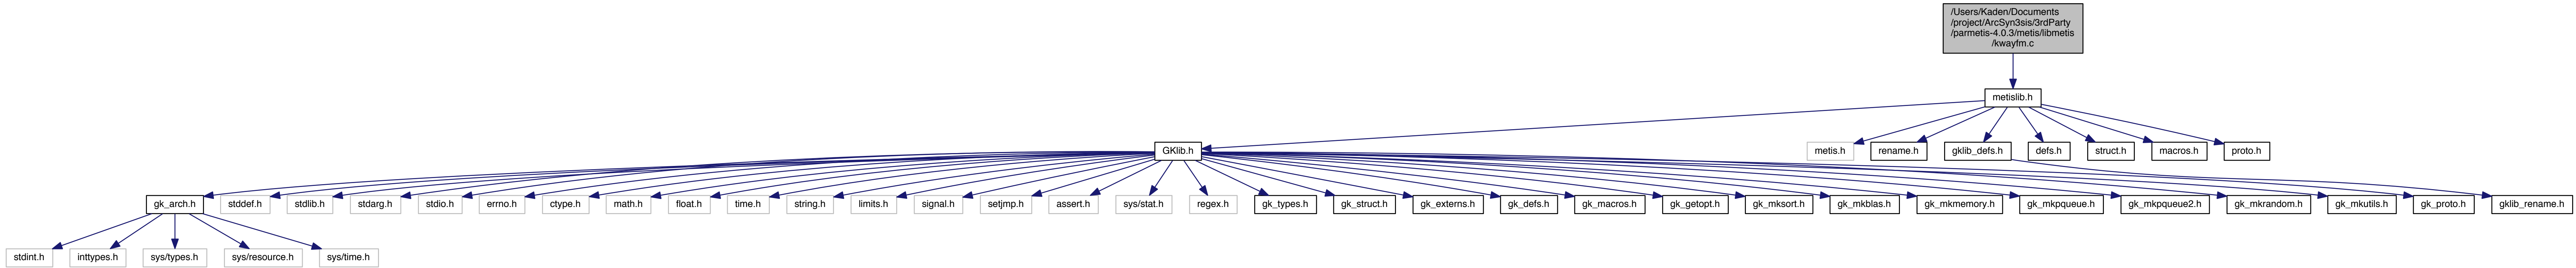 /Users/Kaden/Documents
/project/ArcSyn3sis/3rdParty
/parmetis-4.0.3/metis/libmetis
/kwayfm.c
metislib.h
GKlib.h
metis.h
rename.h
gklib_defs.h
defs.h
struct.h
macros.h
proto.h
gk_arch.h
stddef.h
stdlib.h
stdarg.h
stdio.h
errno.h
ctype.h
math.h
float.h
time.h
string.h
limits.h
signal.h
setjmp.h
assert.h
sys/stat.h
regex.h
gk_types.h
gk_struct.h
gk_externs.h
gk_defs.h
gk_macros.h
gk_getopt.h
gk_mksort.h
gk_mkblas.h
gk_mkmemory.h
gk_mkpqueue.h
gk_mkpqueue2.h
gk_mkrandom.h
gk_mkutils.h
gk_proto.h
gklib_rename.h
stdint.h
inttypes.h
sys/types.h
sys/resource.h
sys/time.h